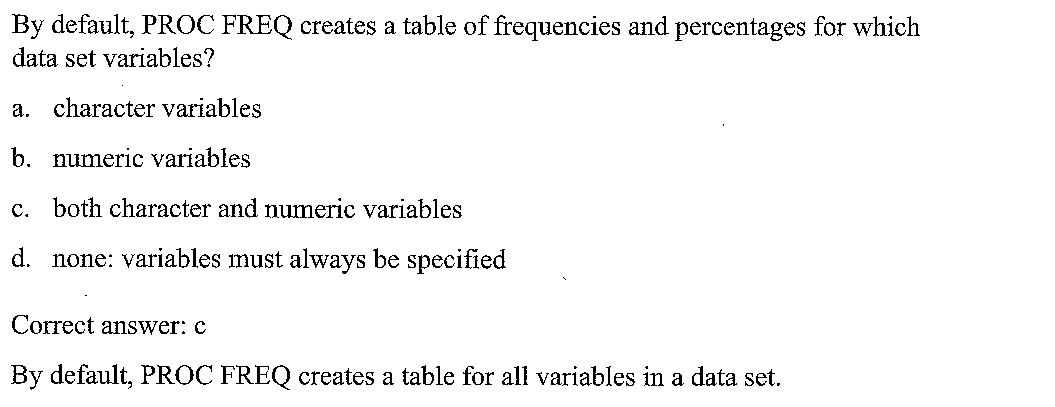 By default, PROC FREQ creates a table of frequencies and percentages for which
data set variables?
a. character variables
b. numeric variables
c. both character and numeric variables
d. none: variables must always be specified
Correct answer: c
By default, PROC FREQ creates a table for all variables in a data set.